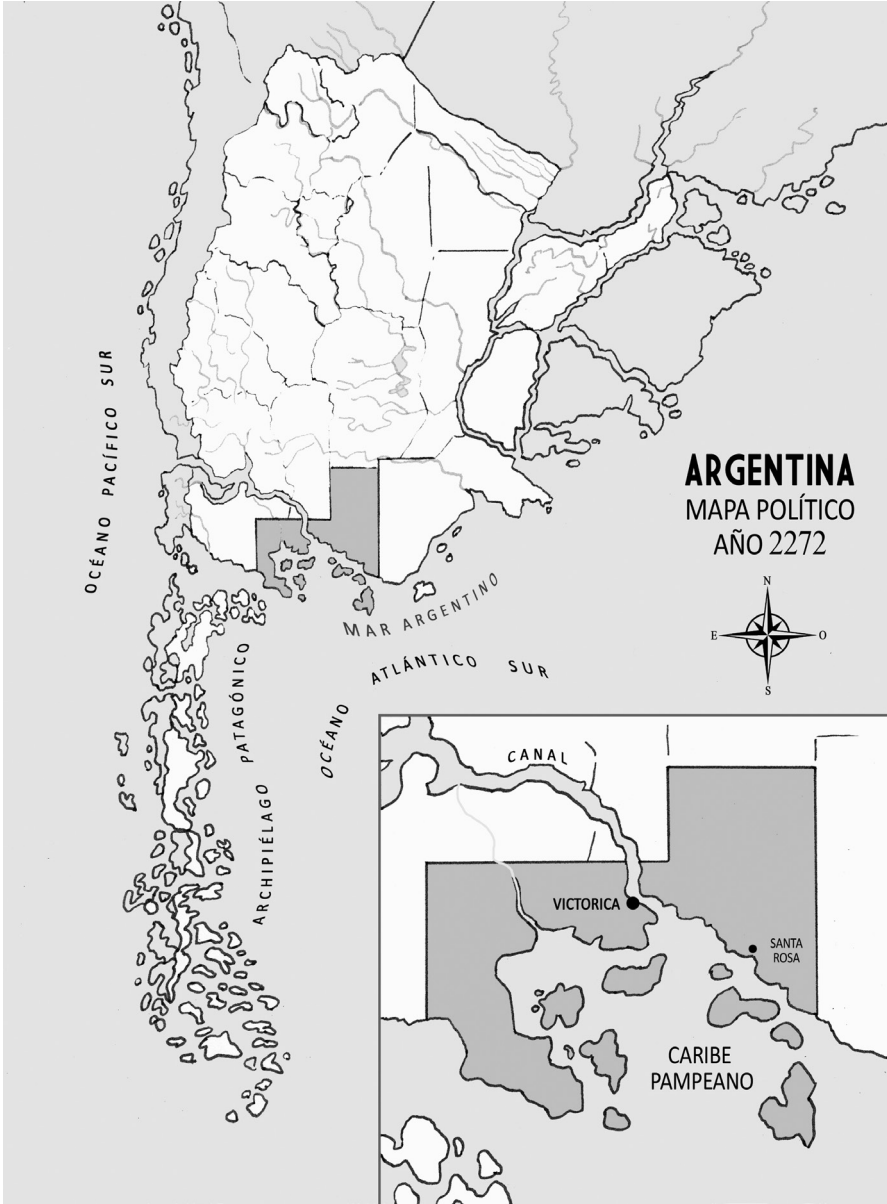 OCÉANO PACÍFICO SUR
ARGENTINA
MAPA POLÍTICO
AÑO 2272
N
E
O
S
MAR ARGENTINO
OCÉANO ATLÁNTICO SUR
ARCHIPIÉLAGO PATAGÓNICO
CANAL
VICTORICA
SANTA
ROSA
CARIBE
PAMPEANO